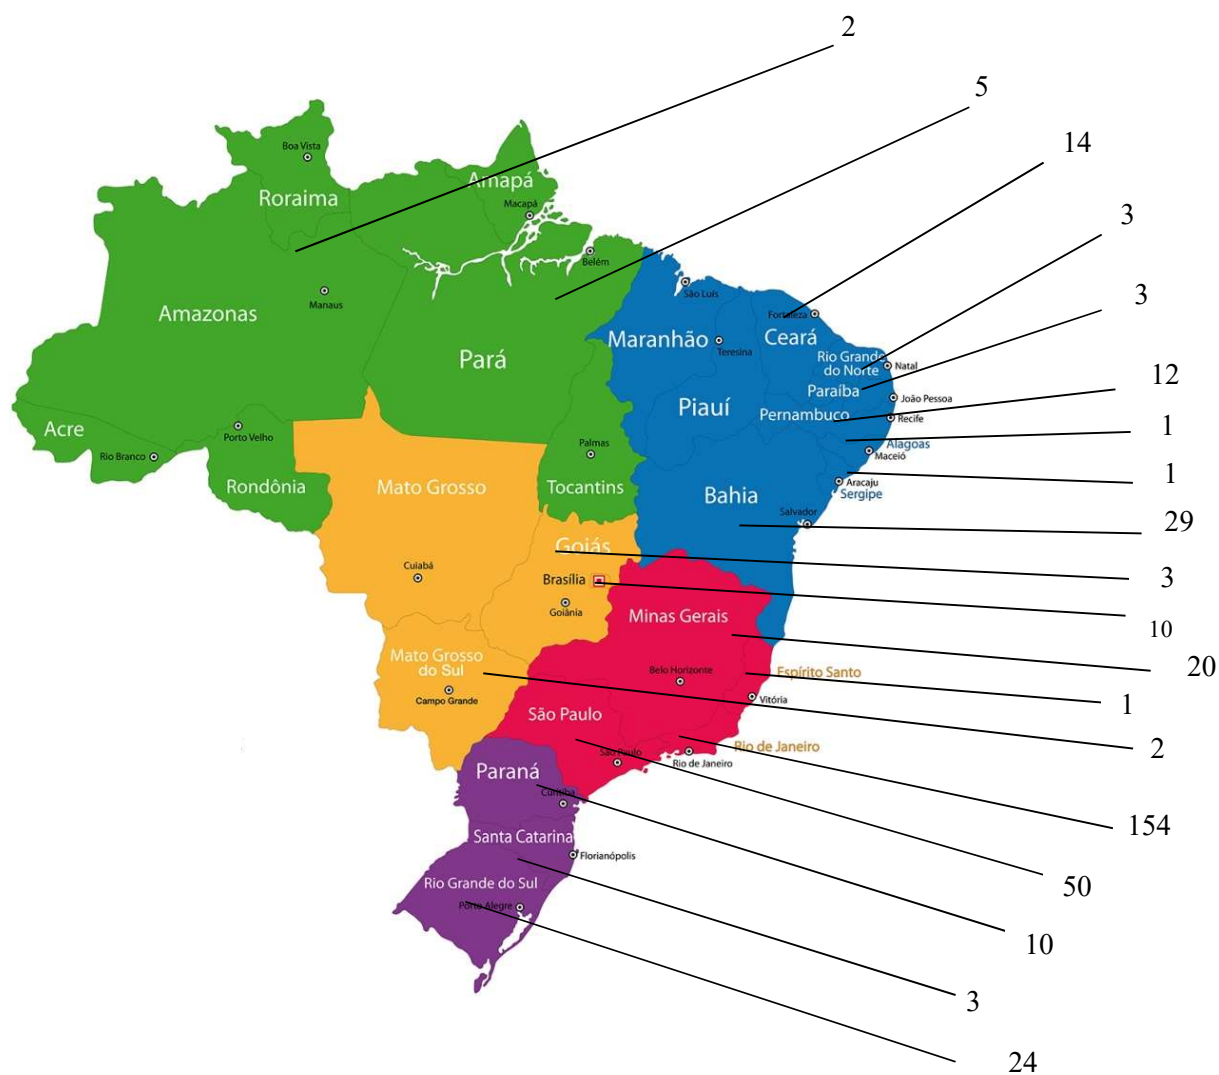 2
5
14
3
3
12
1
1
29
3
10
20
1
2
154
50
10
3
24
Boa Vista
Roraima
Amapá
Macapá
Belém
Amazonas
Manaus
Pará
São Luís
Maranhão
Teresina
Fortaleza
Ceará
Rio Grande
do Norte
Natal
Paraíba
João Pessoa
Piauí
Pernambuco
Recife
Acre
Rio Branco
Porto Velho
Rondônia
Palmas
Tocantins
Alagoas
Maceió
Aracaju
Sergipe
Bahia
Salvador
Mato Grosso
Cuiabá
Goiás
Brasília
Goiânia
Minas Gerais
Belo Horizonte
Espírito Santo
Vitória
Mato Grosso
do Sul
Campo Grande
São Paulo
São Paulo
Rio de Janeiro
Rio de Janeiro
Paraná
Curitiba
Santa Catarina
Florianópolis
Rio Grande do Sul
Porto Alegre